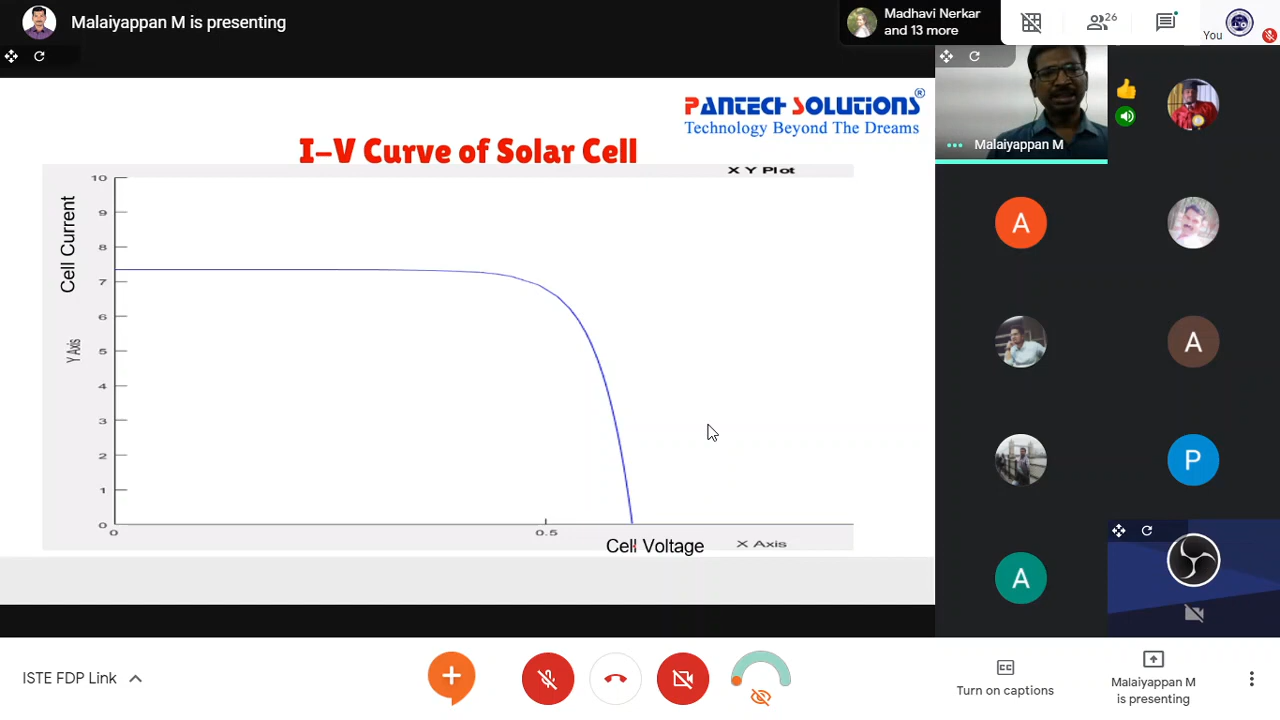 Malaiyappan M is presenting
Madhavi Nerkar
and 13 more
26
You
PANTECH SOLUTIONS®
Technology Beyond The Dreams
I-V Curve of Solar Cell
X Y Plot
Cell Current
Y Axis
10
9
8
7
6
5
4
3
2
1
0
0
0.5
Cell Voltage
X Axis
Malaiyappan M
A
A
P
A
ISTE FDP Link
CC
Turn on captions
Malaiyappan M
is presenting